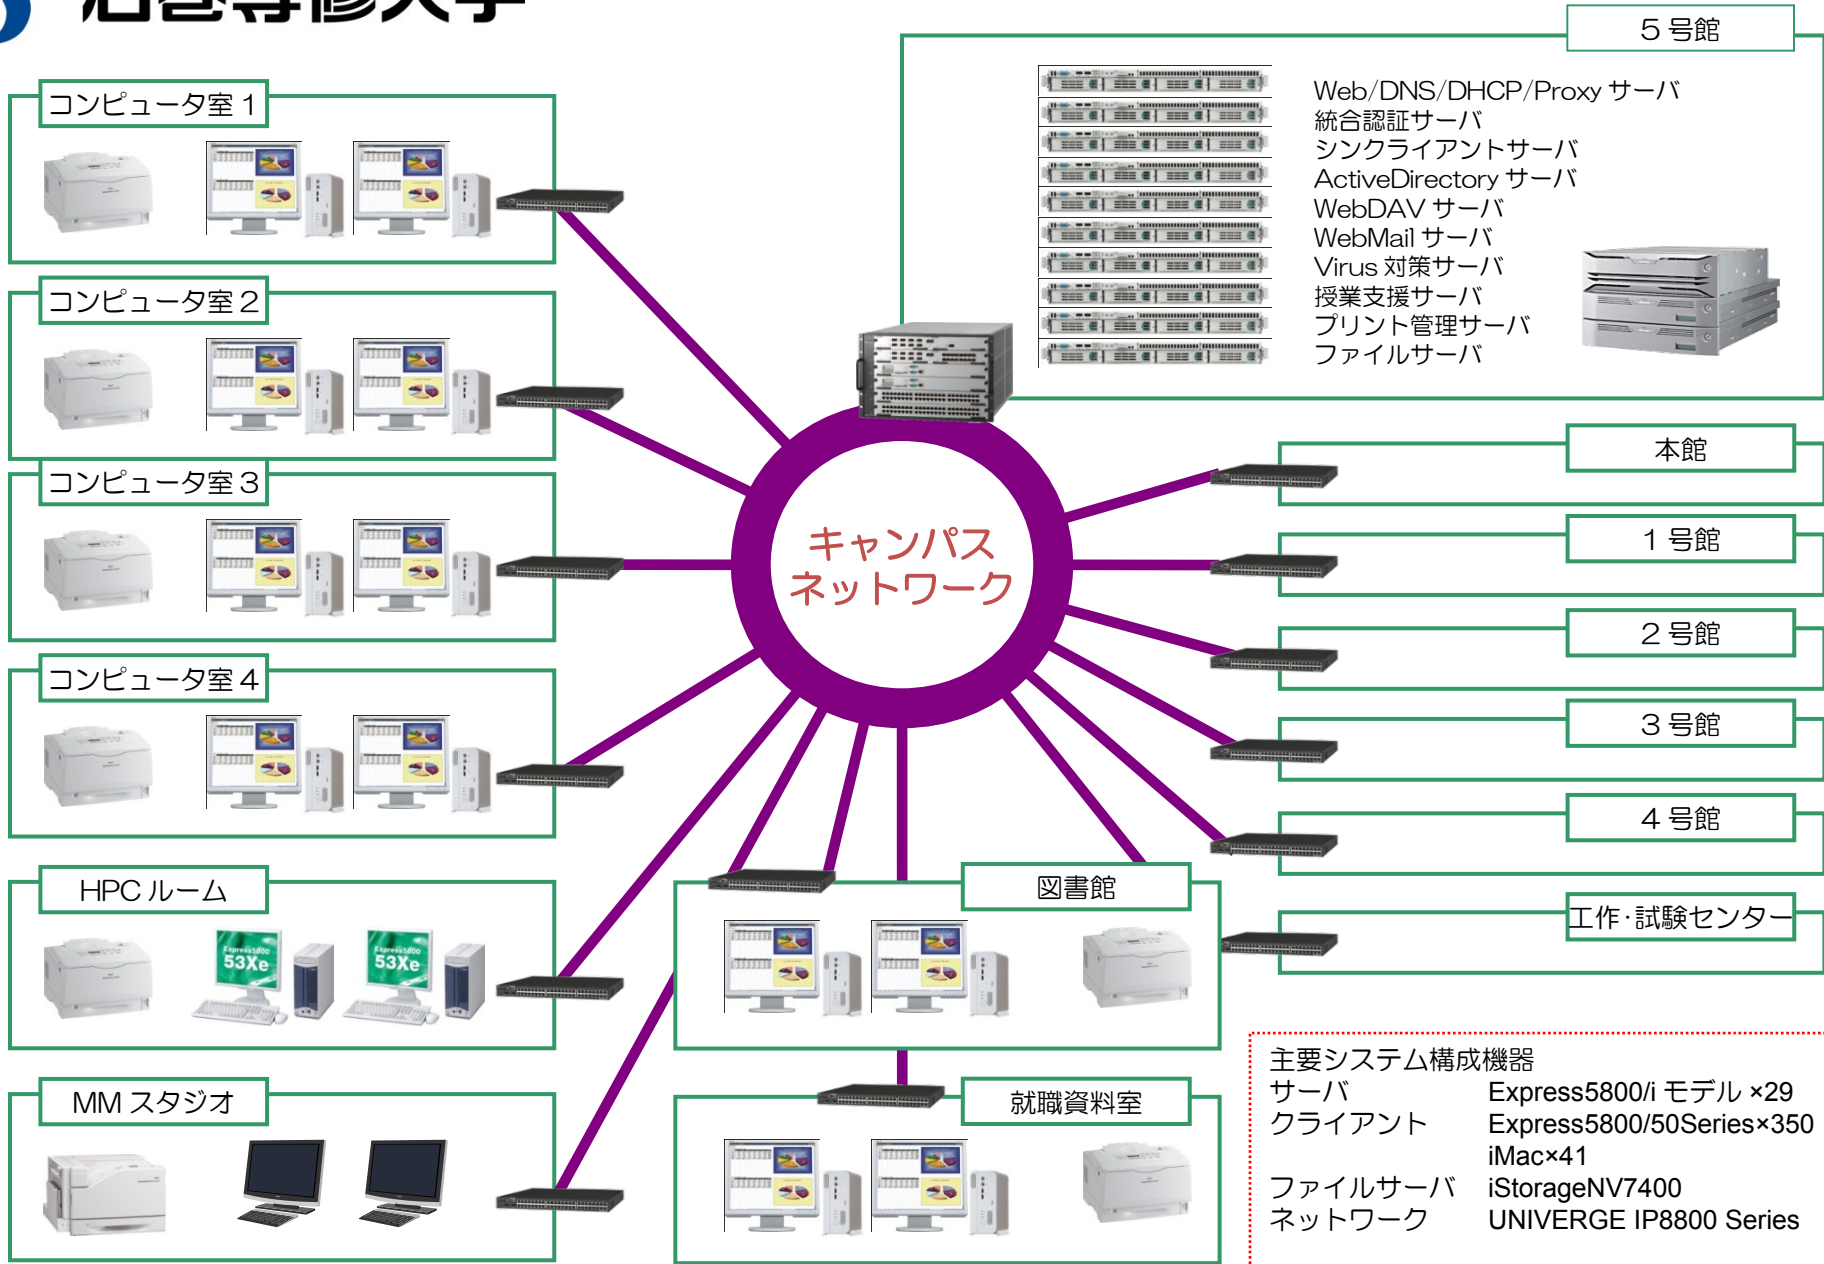 石巻専修大学
5号館
Web/DNS/DHCP/Proxy サーバ
統合認証サーバ
シンクライアントサーバ
ActiveDirectory サーバ
WebDAV サーバ
WebMail サーバ
Virus 対策サーバ
授業支援サーバ
プリント管理サーバ
ファイルサーバ
コンピュータ室 1
コンピュータ室 2
コンピュータ室 3
コンピュータ室 4
HPC ルーム
Express5800
53Xe
Express5800
53Xe
MM スタジオ
キャンパス
ネットワーク
本館
1 号館
2 号館
3 号館
4 号館
工作･試験センター
図書館
就職資料室
主要システム構成機器
サーバ Express5800/i モデル ×29
クライアント Express5800/50Series×350
iMac×41
ファイルサーバ iStorageNV7400
ネットワーク UNIVERGE IP8800 Series